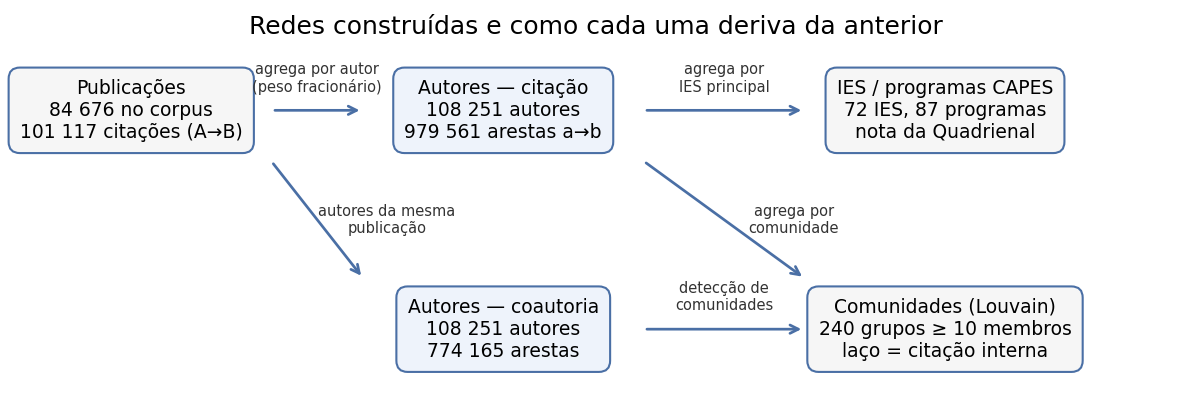 Redes construídas e como cada uma deriva da anterior
Publicações
84 676 no corpus
101 117 citações (A→B)
agrega por autor
(peso fracionário)
Autores — citação
108 251 autores
979 561 arestas a→b
agrega por
IES principal
IES / programas CAPES
72 IES, 87 programas
nota da Quadrienal
autores da mesma
publicação
agrega por
comunidade
Autores — coautoria
108 251 autores
774 165 arestas
detecção de
comunidades
Comunidades (Louvain)
240 grupos ≥ 10 membros
laço = citação interna